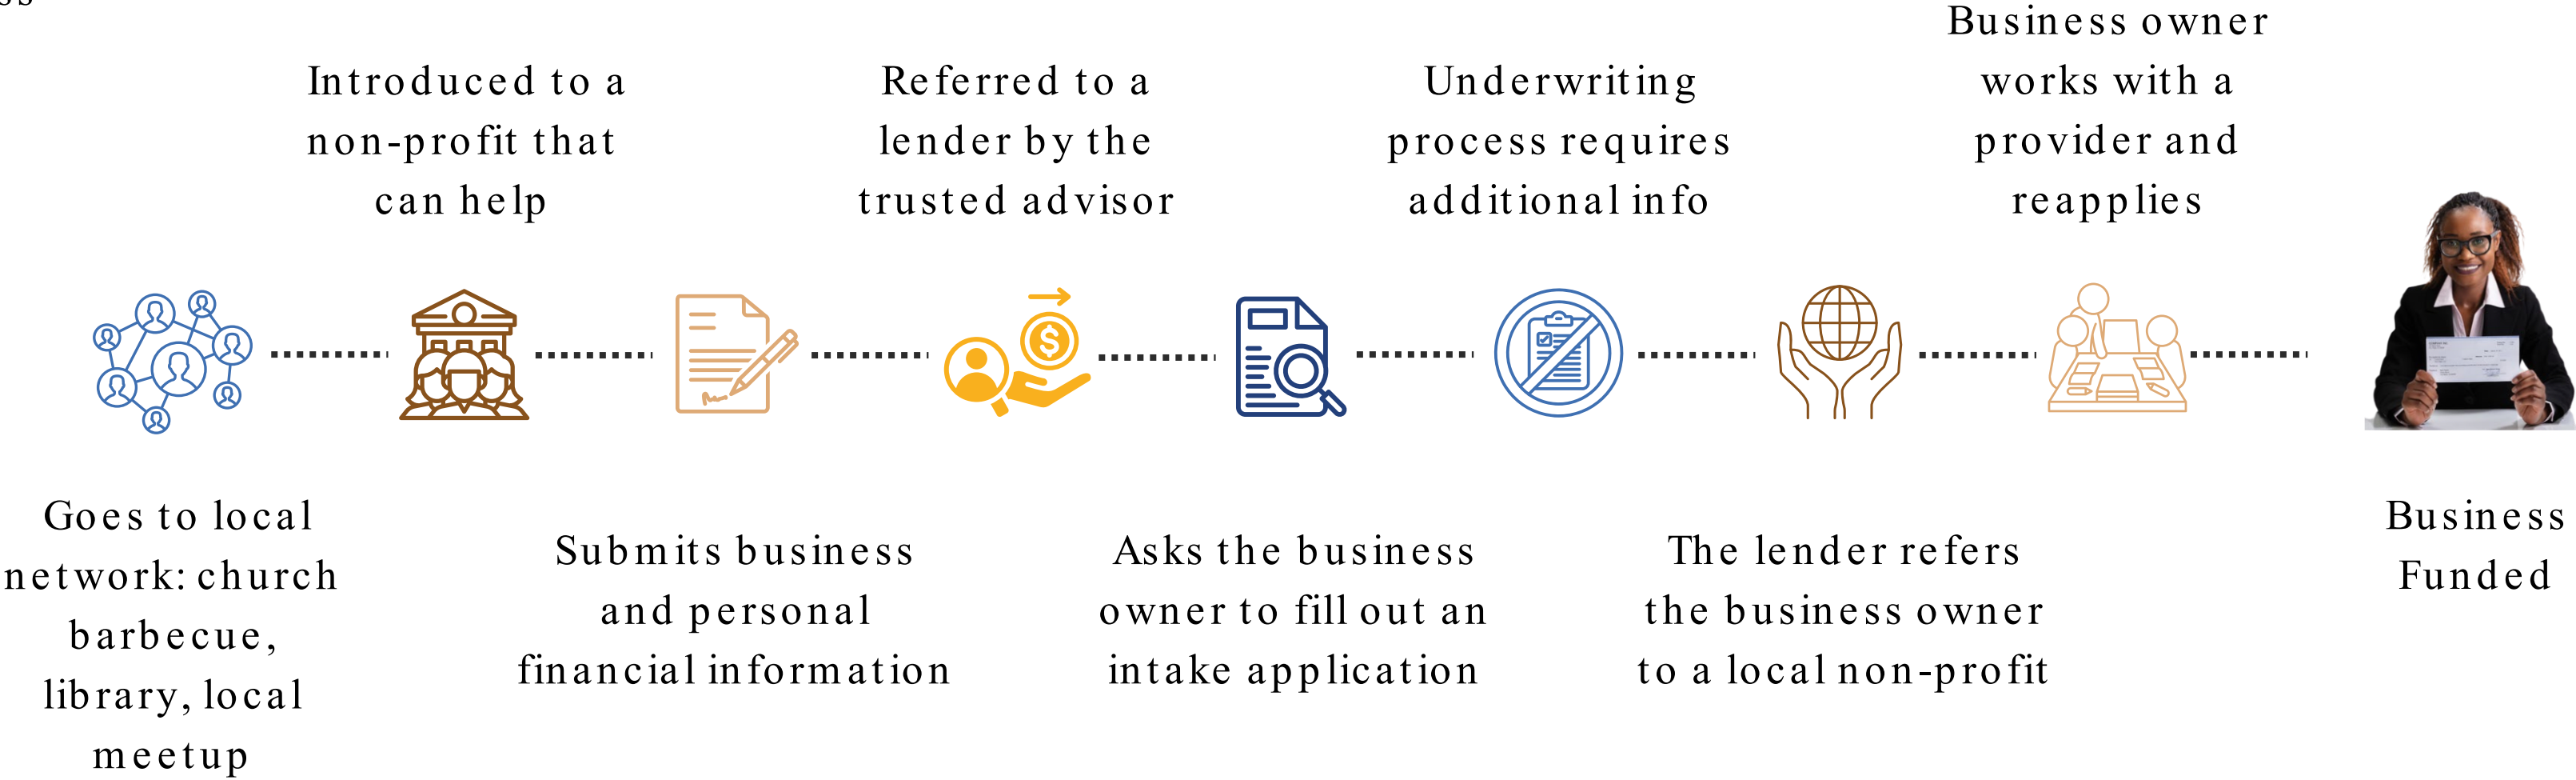 Goes to local
network: church
barbecue,
library, local
meetup
Introduced to a
non-profit that
can help
Submits business
and personal
financial information
Referred to a
lender by the
trusted advisor
Asks the business
owner to fill out an
intake application
Underwriting
process requires
additional info
The lender refers
the business owner
to a local non-profit
Business owner
works with a
provider and
reapplies
Business
Funded